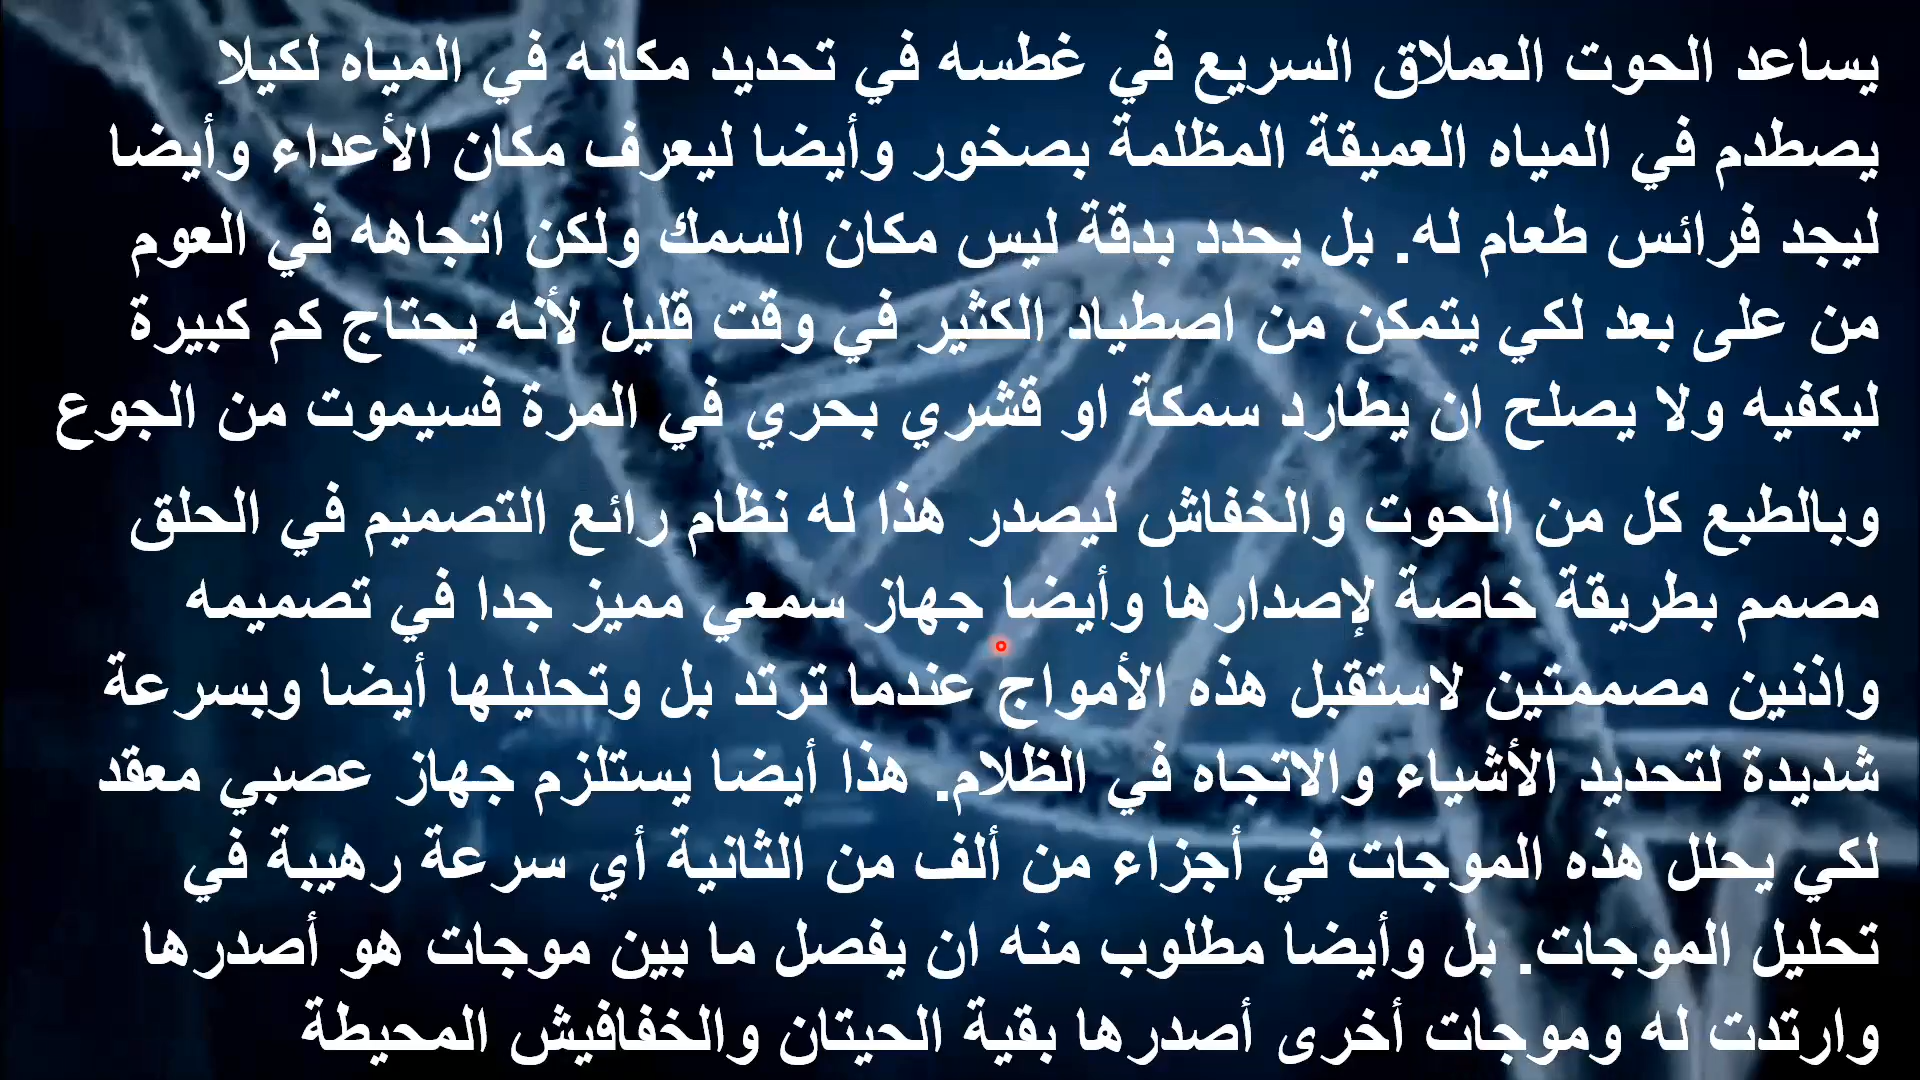 يساعد الحوت العملاق السريع في غطسه في تحديد مكانه في المياه لكيلا
يصطدم في المياه العميقة المظلمة بصخور وأيضا ليعرف مكان الأعداء وأيضا
ليجد فرائس طعام له. بل يحدد بدقة ليس مكان السمك ولكن اتجاهه في العوم
من على بعد لكي يتمكن من اصطياد الكثير في وقت قليل لأنه يحتاج كم كبيرة
ليكفيه ولا يصلح ان يطارد سمكة او قشري بحري في المرة فسيموت من الجوع
وبالطبع كل من الحوت والخفاش ليصدر هذا له نظام رائع التصميم في الحلق
مصمم بطريقة خاصة لإصدارها وأيضا جهاز سمعي مميز جدا في تصميمه
واذنين مصممتين لاستقبل هذه الأمواج عندما ترتد بل وتحليلها أيضا وبسرعة
شديدة لتحديد الأشياء والاتجاه في الظلام. هذا أيضا يستلزم جهاز عصبي معقد
لكي يحلل هذه الموجات في أجزاء من ألف من الثانية أي سرعة رهيبة في
تحليل الموجات. بل وأيضا مطلوب منه ان يفصل ما بين موجات هو أصدرها
وارتدت له وموجات أخرى أصدرها بقية الحيتان والخفافيش المحيطة